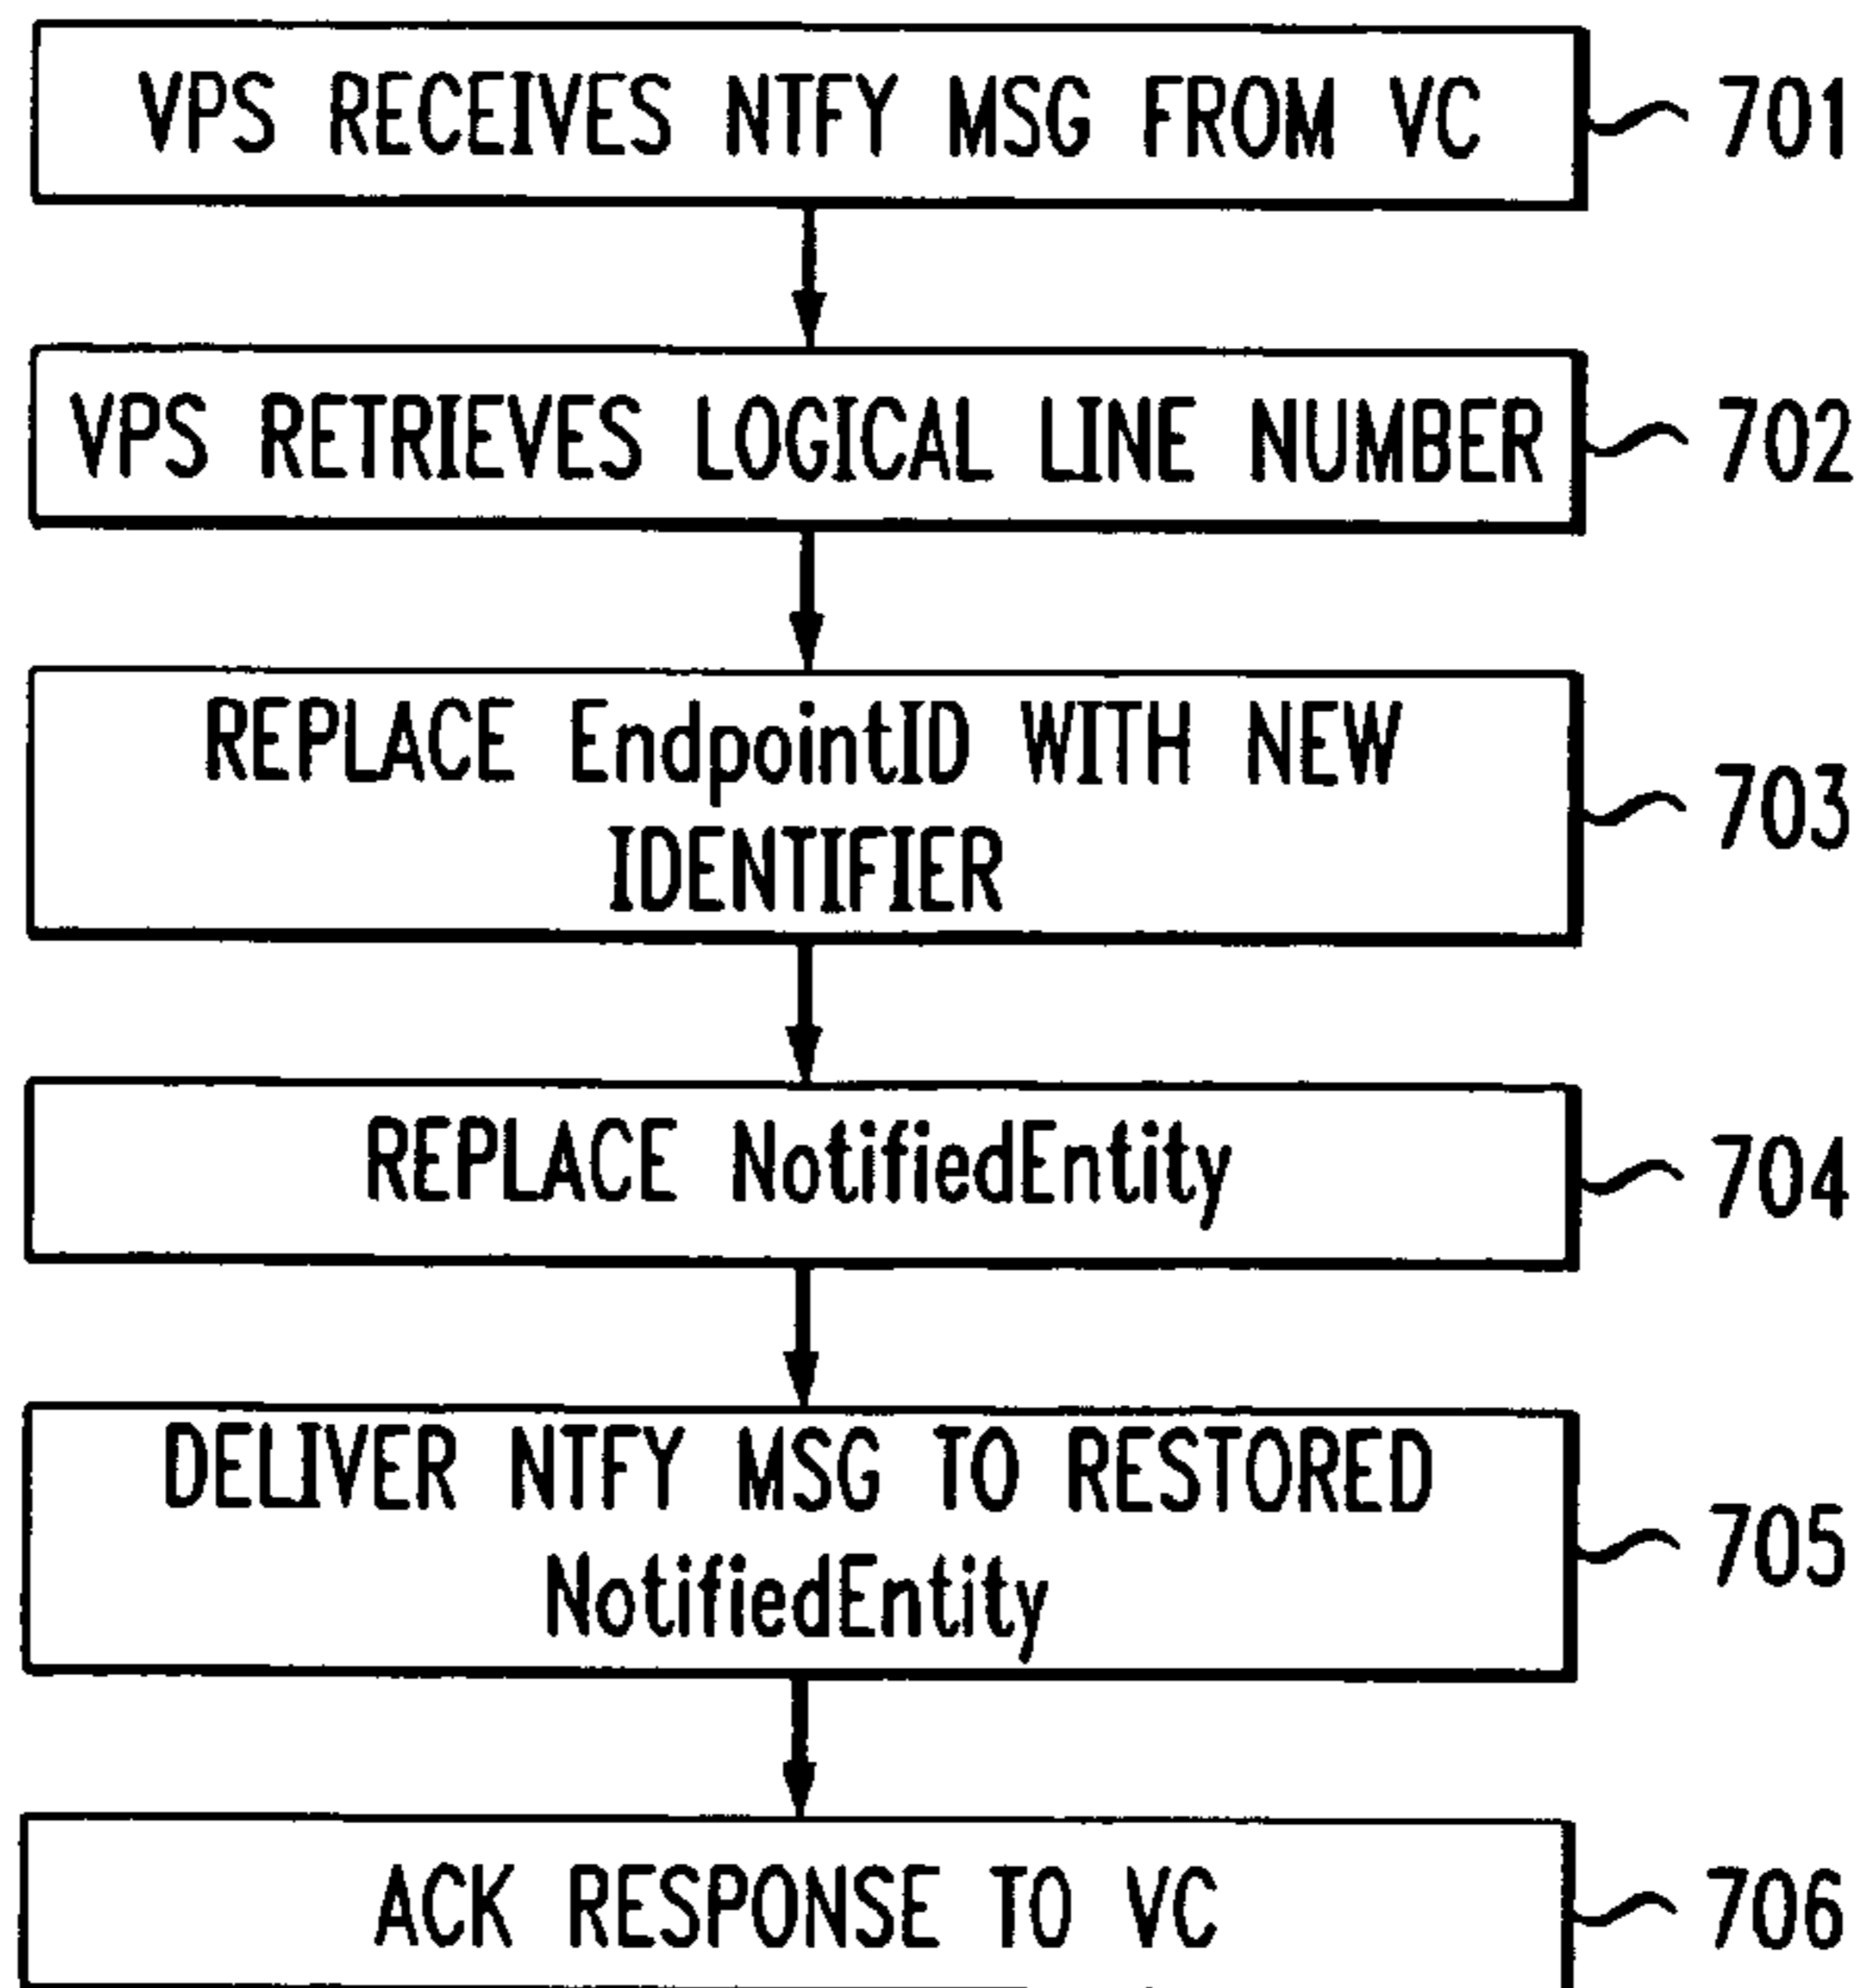 VPS RECEIVES NTFY MSG FROM VC
701
VPS RETRIEVES LOGICAL LINE NUMBER
702
REPLACE EndpointID WITH NEW
IDENTIFIER
703
REPLACE NotifiedEntity
704
DELIVER NTFY MSG TO RESTORED
NotifiedEntity
705
ACK RESPONSE TO VC
706